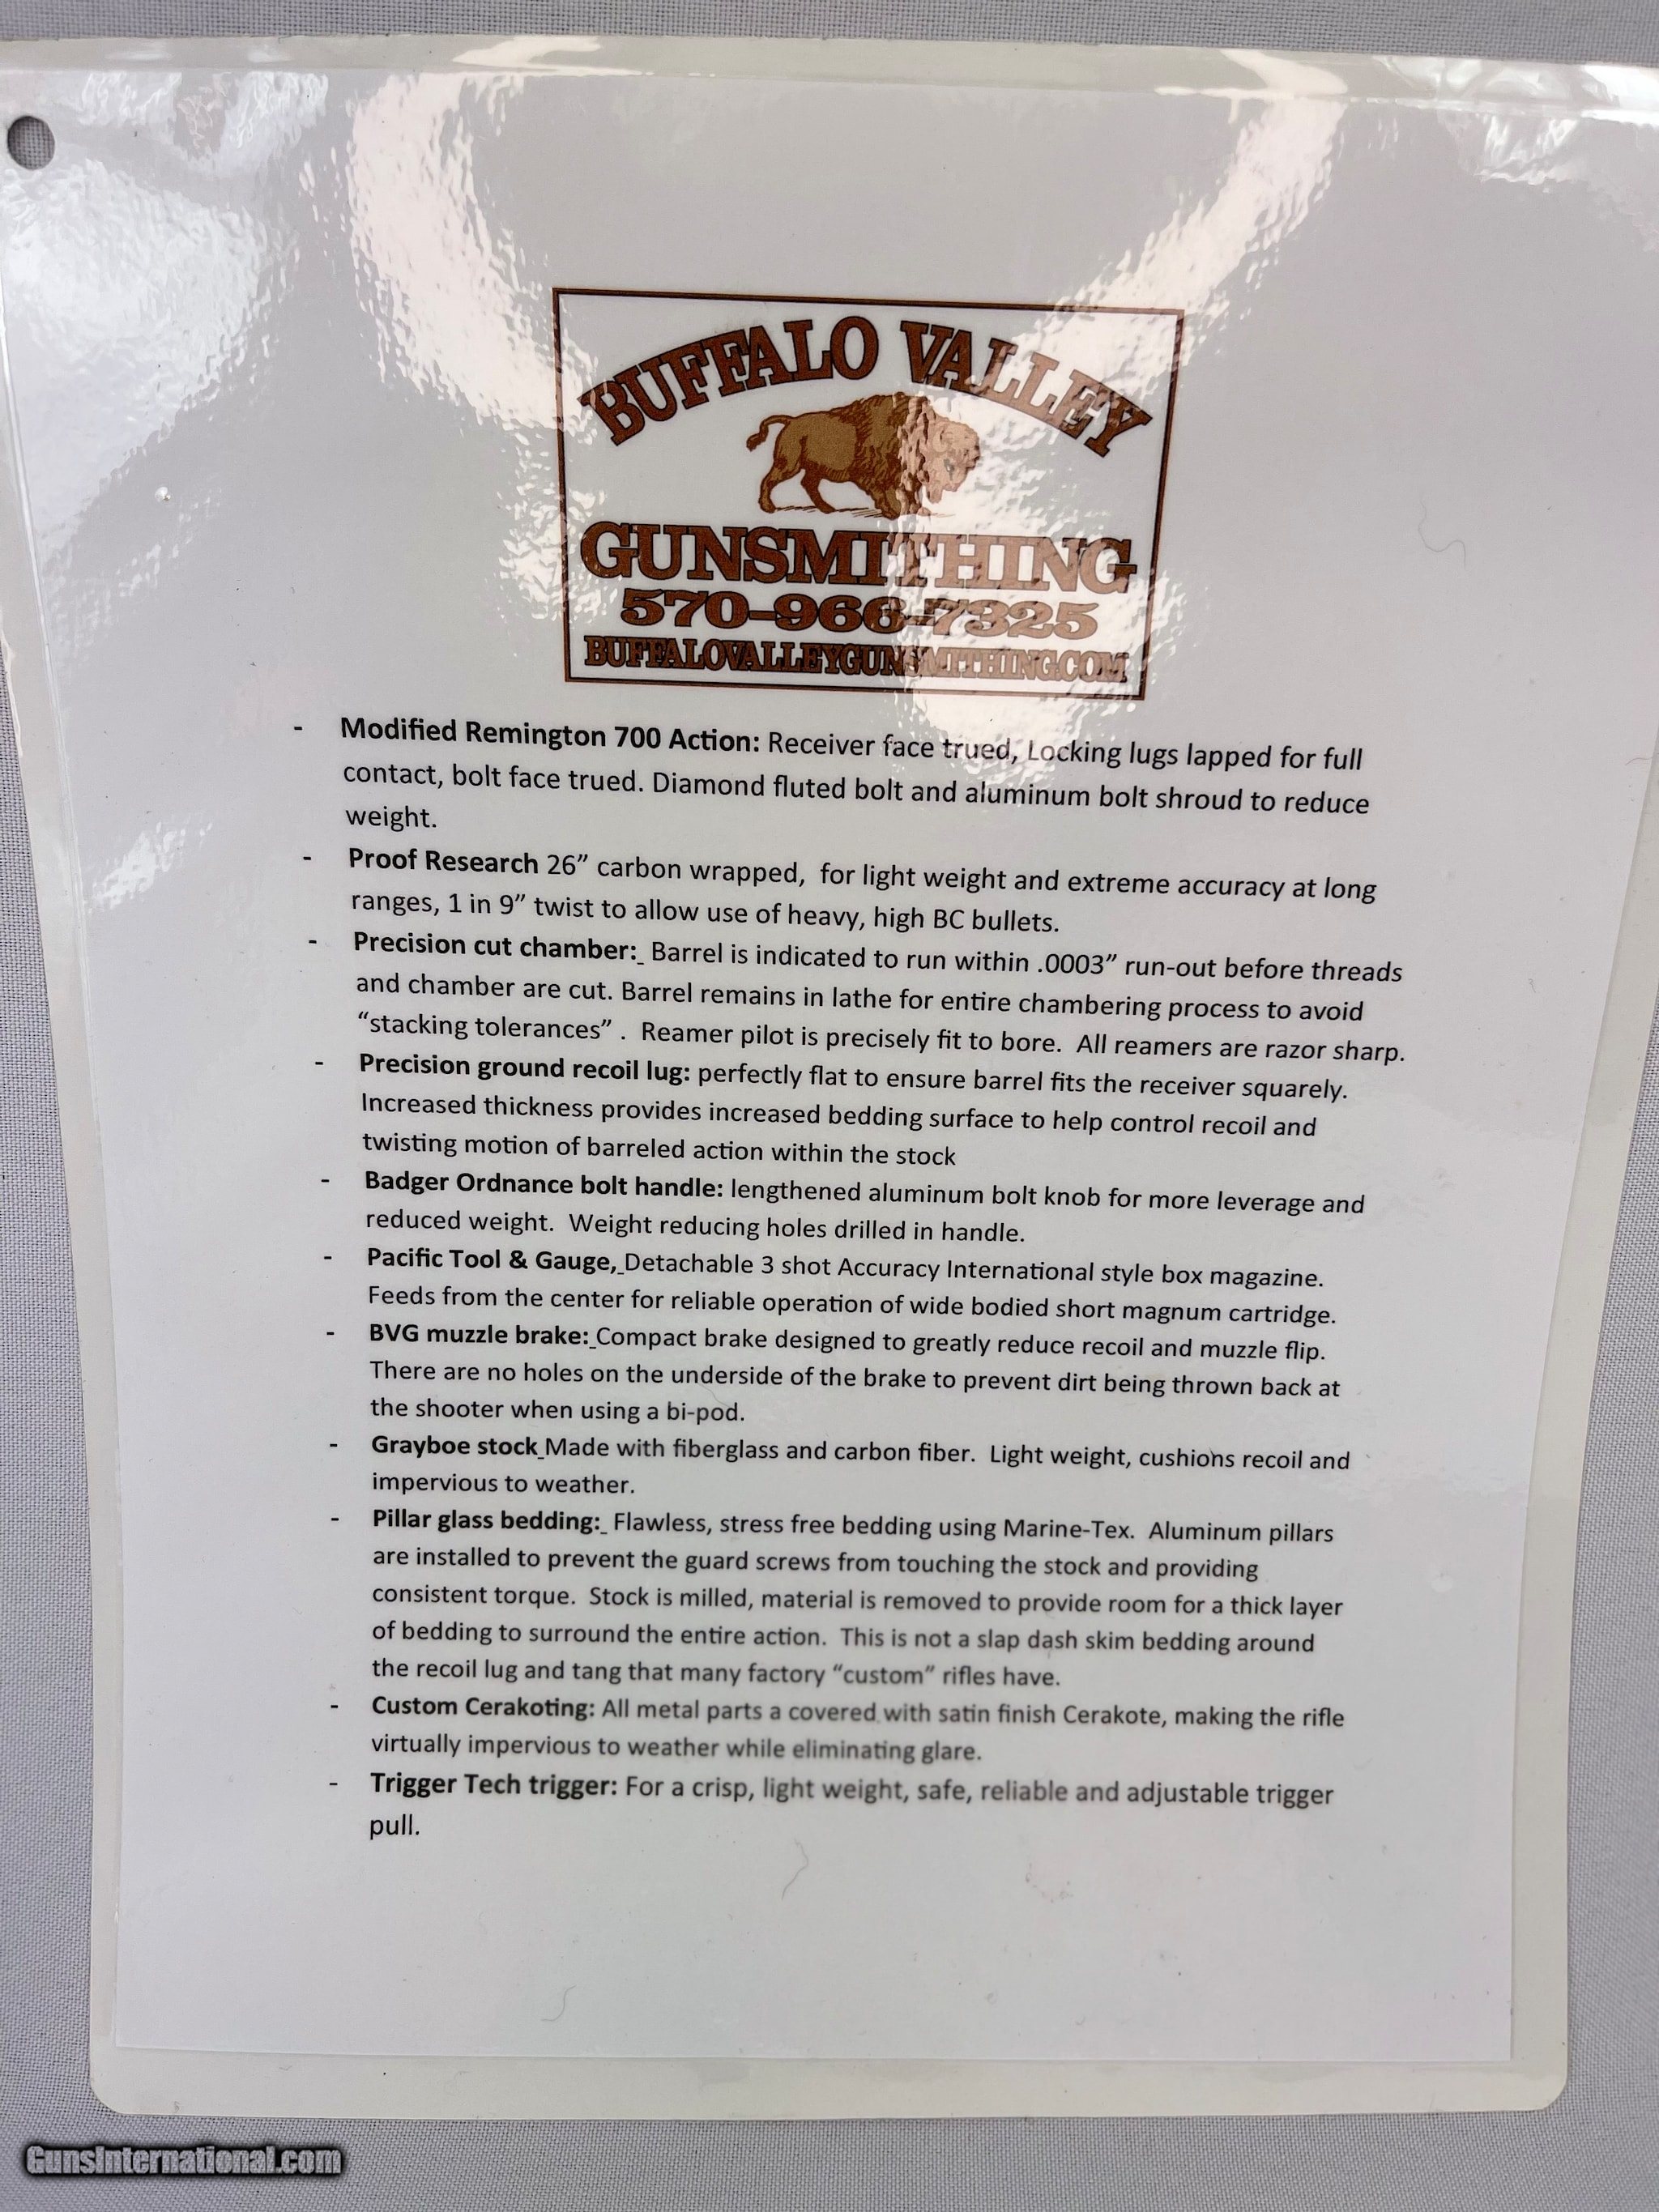 BUFFALO VALLEY
GUNSMITHING
570-966-7325
BUFFALOVALLEYGUNSMITHING.COM
- Modified Remington 700 Action: Receiver face trued, Locking lugs lapped for full
contact, bolt face trued. Diamond fluted bolt and aluminum bolt shroud to reduce
weight.
- Proof Research 26” carbon wrapped,  for light weight and extreme accuracy at long
ranges, 1 in 9” twist to allow use of heavy, high BC bullets.
- Precision cut chamber:  Barrel is indicated to run within .0003” run-out before threads
and chamber are cut. Barrel remains in lathe for entire chambering process to avoid
“stacking tolerances” .  Reamer pilot is precisely fit to bore.  All reamers are razor sharp.
- Precision ground recoil lug: perfectly flat to ensure barrel fits the receiver squarely.
Increased thickness provides increased bedding surface to help control recoil and
twisting motion of barreled action within the stock
- Badger Ordnance bolt handle: lengthened aluminum bolt knob for more leverage and
reduced weight.  Weight reducing holes drilled in handle.
- Pacific Tool & Gauge, Detachable 3 shot Accuracy International style box magazine.
Feeds from the center for reliable operation of wide bodied short magnum cartridge.
- BVG muzzle brake: Compact brake designed to greatly reduce recoil and muzzle flip.
There are no holes on the underside of the brake to prevent dirt being thrown back at
the shooter when using a bi-pod.
- Grayboe stock Made with fiberglass and carbon fiber.  Light weight, cushions recoil and
impervious to weather.
- Pillar glass bedding:  Flawless, stress free bedding using Marine-Tex.  Aluminum pillars
are installed to prevent the guard screws from touching the stock and providing
consistent torque.  Stock is milled, material is removed to provide room for a thick layer
of bedding to surround the entire action.  This is not a slap dash skim bedding around
the recoil lug and tang that many factory “custom” rifles have.
- Custom Cerakoting: All metal parts a covered with satin finish Cerakote, making the rifle
virtually impervious to weather while eliminating glare.
- Trigger Tech trigger: For a crisp, light weight, safe, reliable and adjustable trigger
pull.
GunsInternational.com